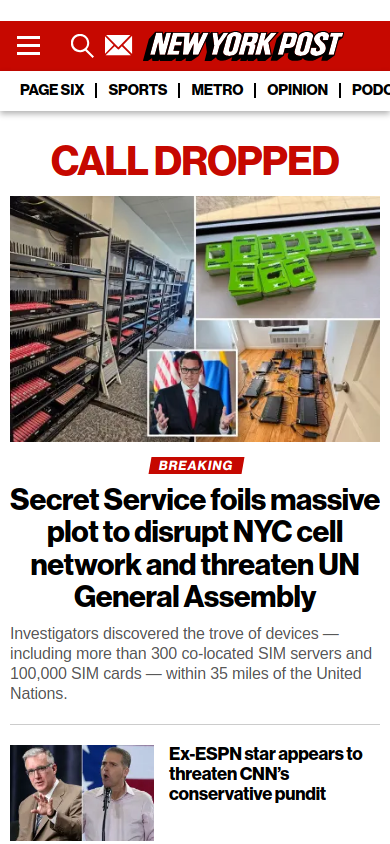 NEW YORK POST
PAGE SIX | SPORTS | METRO | OPINION | PODC
CALL DROPPED
BREAKING
Secret Service foils massive
plot to disrupt NYC cell
network and threaten UN
General Assembly
Investigators discovered the trove of devices —
including more than 300 co-located SIM servers and
100,000 SIM cards — within 35 miles of the United
Nations.
Ex-ESPN star appears to
threaten CNN’s
conservative pundit